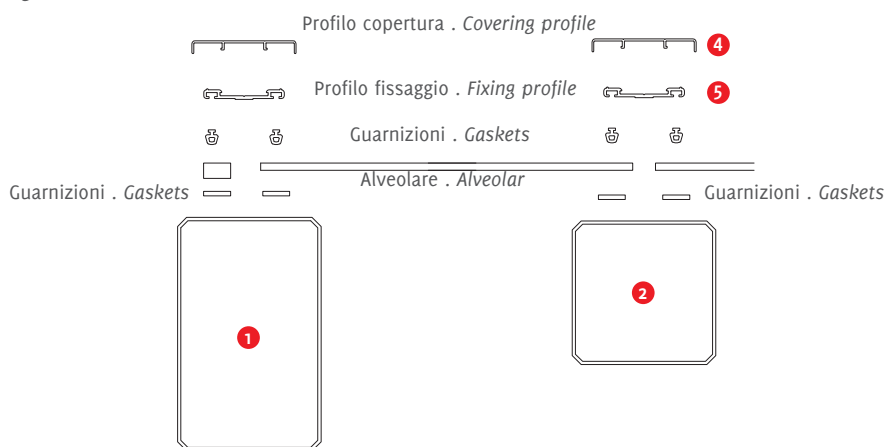 Profilo copertura . Covering profile
4
Profilo fissaggio . Fixing profile
5
Guarnizioni . Gaskets
Alveolare . Alveolar
Guarnizioni . Gaskets
Guarnizioni . Gaskets
2
1